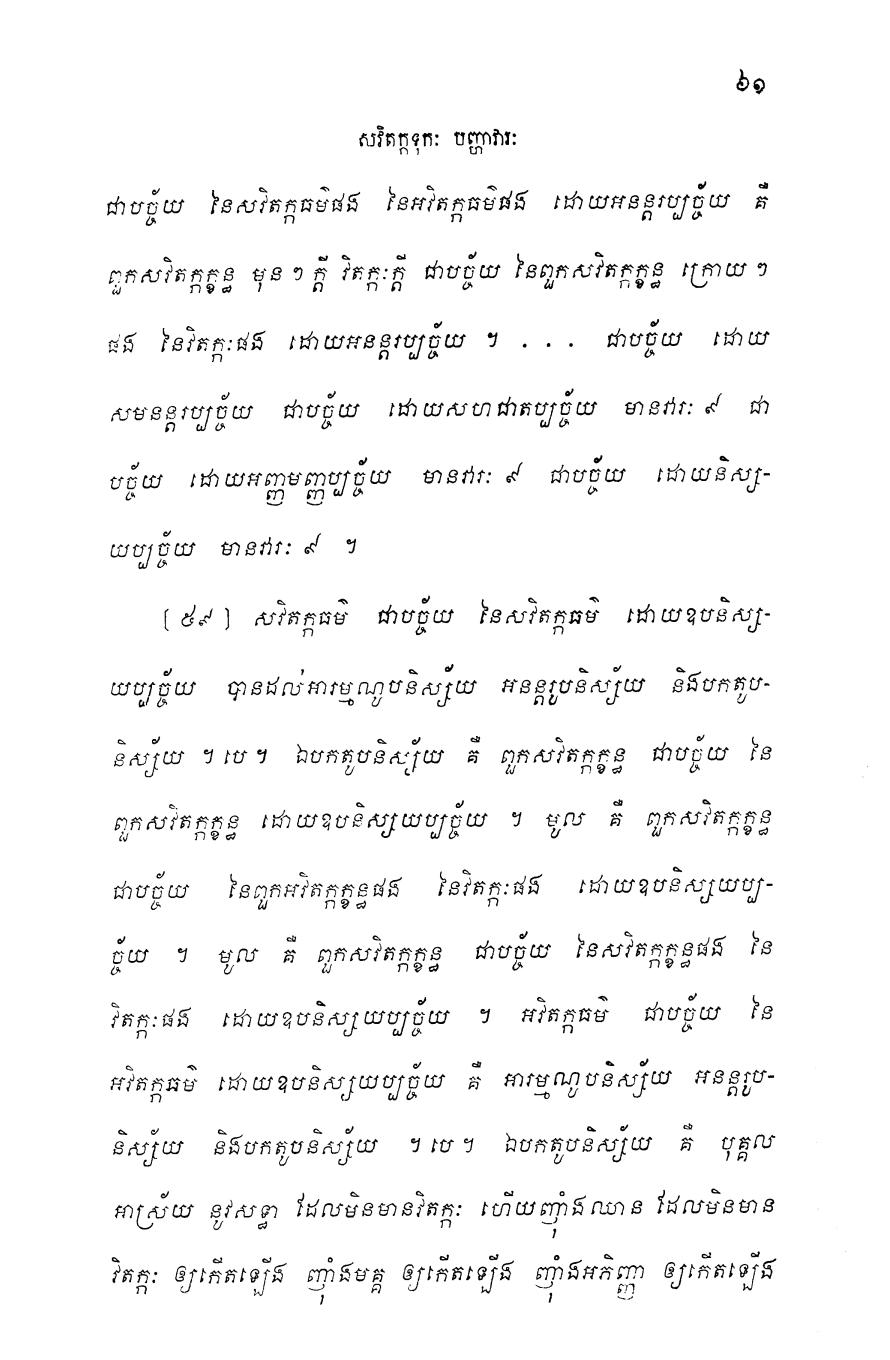 ៦១
សវិតក្កទុកៈ បញ្ហាវារៈ
ជាបច្ច័យ នៃសវិតក្កធម៌ផង នៃអវិតក្កធម៌ផង ដោយអនន្តរប្បច្ច័យ គឺ
ពួកសវិតក្កក្ខន្ធ មុន ៗ ក្តី វិតក្កៈក្តី ជាបច្ច័យ នៃពួកសវិតក្កក្ខន្ធ ក្រោយ ៗ
ផង នៃវិតក្កៈផង ដោយអនន្តរប្បច្ច័យ ។ . . . ជាបច្ច័យ ដោយ
សមនន្តរប្បច្ច័យ ជាបច្ច័យ ដោយសហជាតប្បច្ច័យ មានវារៈ ៩ ជា
បច្ច័យ ដោយអញ្ញមញ្ញប្បច្ច័យ មានវារៈ ៩ ជាបច្ច័យ ដោយនិស្ស-
យប្បច្ច័យ មានវារៈ ៩ ។
[ ៥៩ ] សវិតក្កធម៌ ជាបច្ច័យ នៃសវិតក្កធម៌ ដោយឧបនិស្ស-
យប្បច្ច័យ បានដល់អារម្មណូបនិស្ស័យ អនន្តរូបនិស្ស័យ និងបកតូប-
និស្ស័យ ។ បេ ។ ឯបកតូបនិស្ស័យ គឺ ពួកសវិតក្កក្ខន្ធ ជាបច្ច័យ នៃ
ពួកសវិតក្កក្ខន្ធ ដោយឧបនិស្សយប្បច្ច័យ ។ មូល គឺ ពួកសវិតក្កក្ខន្ធ
ជាបច្ច័យ នៃពួកអវិតក្កក្ខន្ធផង នៃវិតក្កៈផង ដោយឧបនិស្សយប្ប-
ច្ច័យ ។ មូល គឺ ពួកសវិតក្កក្ខន្ធ ជាបច្ច័យ នៃសវិតក្កក្ខន្ធផង នៃ
វិតក្កៈផង ដោយឧបនិស្សយប្បច្ច័យ ។ អវិតក្កធម៌ ជាបច្ច័យ នៃ
អវិតក្កធម៌ ដោយឧបនិស្សយប្បច្ច័យ គឺ អារម្មណូបនិស្ស័យ អនន្តរូប-
និស្ស័យ និងបកតូបនិស្ស័យ ។ បេ ។ ឯបកតូបនិស្ស័យ គឺ បុគ្គល
អាស្រ័យ នូវសទ្ធា ដែលមិនមានវិតក្កៈ ហើយញ៉ាំងឈាន ដែលមិនមាន
វិតក្កៈ ឲ្យកើតឡើង ញ៉ាំងមគ្គ ឲ្យកើតឡើង ញ៉ាំងអភិញ្ញា ឲ្យកើតឡើង